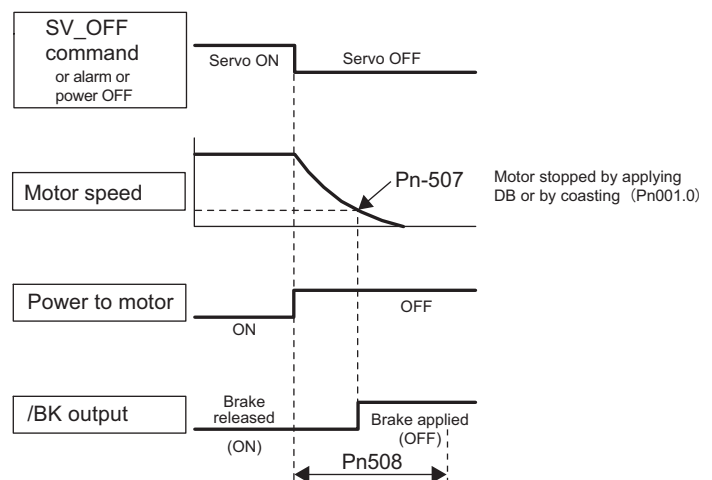 SV_OFF
command
or alarm or
power OFF
Servo ON
Servo OFF
Motor speed
Pn-507
Motor stopped by applying
DB or by coasting (Pn001.0)
Power to motor
ON
OFF
/BK output
Brake
released
(ON)
Brake applied
(OFF)
Pn508